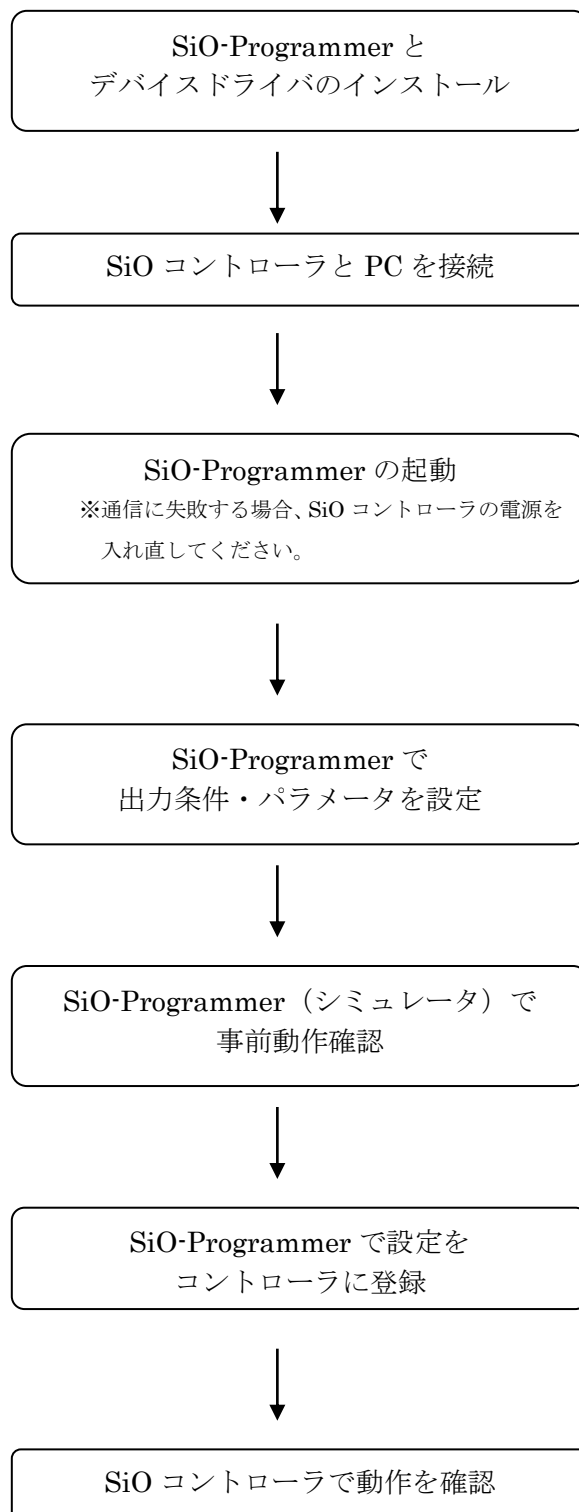 SiO-Programmer と
デバイスドライバのインストール
SiO コントローラと PC を接続
SiO-Programmer の起動
※通信に失敗する場合、SiO コントローラの電源を
入れ直してください。
SiO-Programmer で
出力条件・パラメータを設定
SiO-Programmer（シミュレータ）で
事前動作確認
SiO-Programmer で設定を
コントローラに登録
SiO コントローラで動作を確認